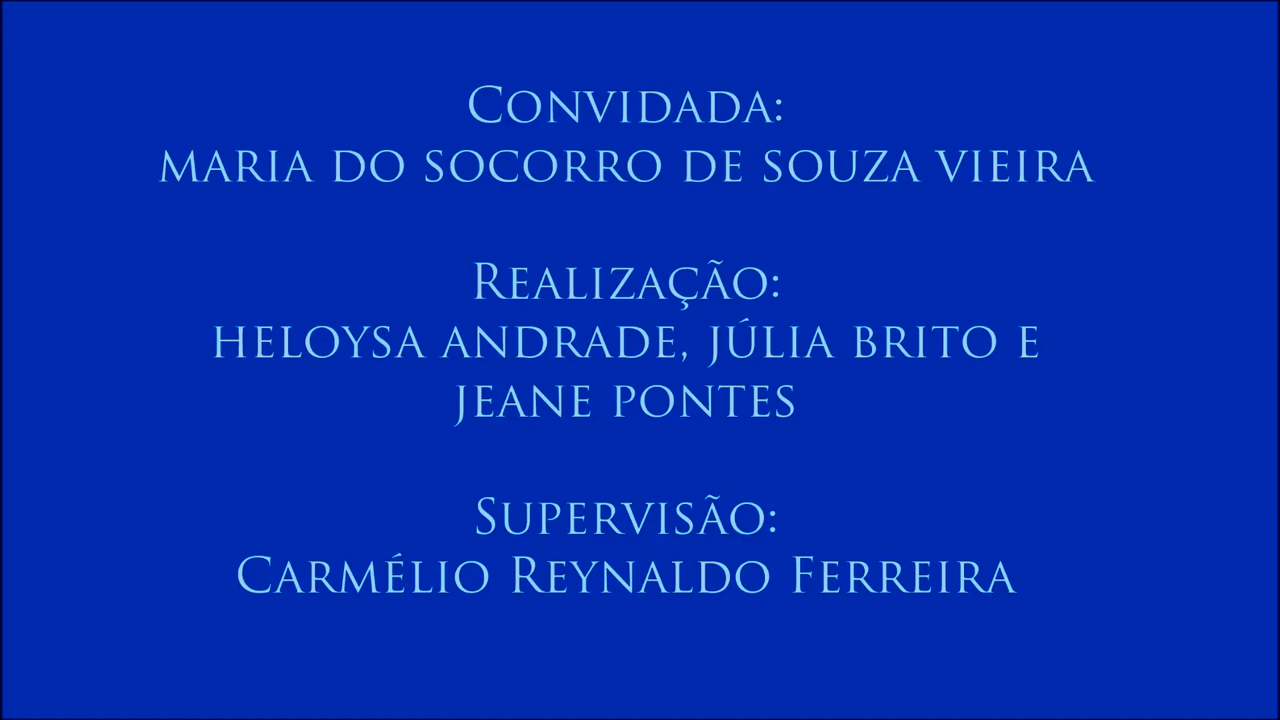 Convidada:
maria do socorro de souza vieira
Realização:
heloysa andrade, júlia brito e
jeane pontes
Supervisão:
Carmélio Reynaldo Ferreira